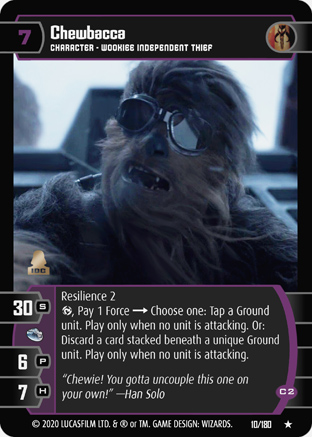 7
Chewbacca
CHARACTER - WOOKIEE INDEPENDENT THIEF
IDC
30 S
6 P
7 H
Resilience 2
, Pay 1 Force → Choose one: Tap a Ground
unit. Play only when no unit is attacking. Or:
Discard a card stacked beneath a unique Ground
unit. Play only when no unit is attacking.
“Chewie! You gotta uncouple this one on
your own!” —Han Solo
C2
© 2020 LUCASFILM LTD. & ® OR TM. GAME DESIGN: WIZARDS.
10/180 ★